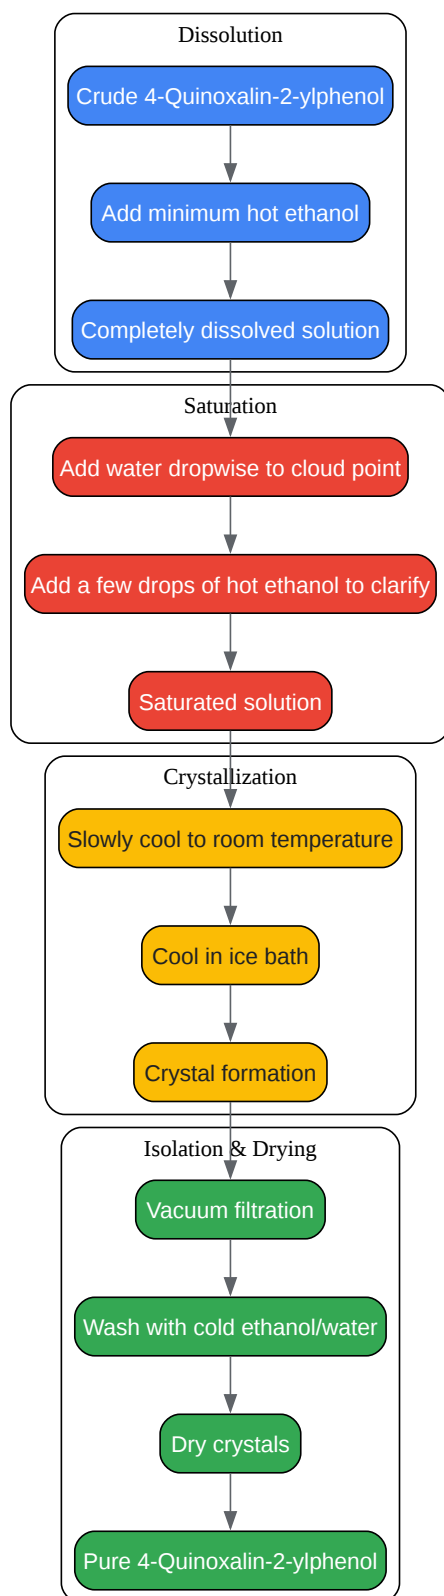 Dissolution
Crude 4-Quinoxalin-2-ylphenol
Add minimum hot ethanol
Completely dissolved solution
Saturation
Add water dropwise to cloud point
Add a few drops of hot ethanol to clarify
Saturated solution
Crystallization
Slowly cool to room temperature
Cool in ice bath
Crystal formation
Isolation & Drying
Vacuum filtration
Wash with cold ethanol/water
Dry crystals
Pure 4-Quinoxalin-2-ylphenol